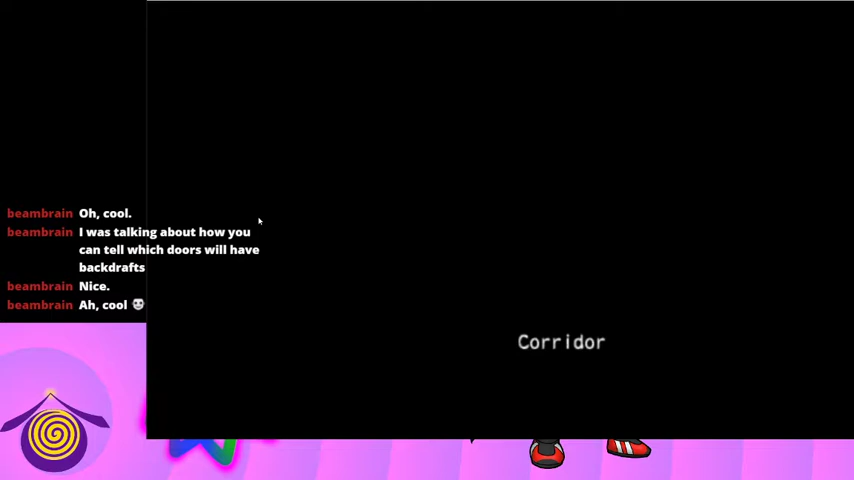 beambrain Oh, cool.
beambrain I was talking about how you
can tell which doors will have
backdrafts
beambrain Nice.
beambrain Ah, cool
Corridor